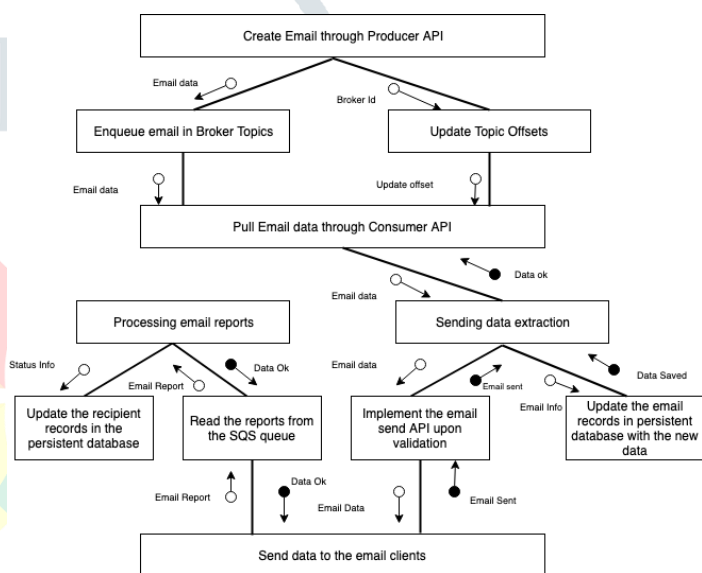 Create Email through Producer API
Email data
Broker Id
Enqueue email in Broker Topics
Update Topic Offsets
Email data
Update offset
Pull Email data through Consumer API
Data ok
Email data
Processing email reports
Sending data extraction
Status Info
Email Report
Data Ok
Email data
Email sent
Email Info
Data Saved
Update the recipient
records in the
persistent database
Read the reports from
the SQS queue
Implement the email
send API upon
validation
Update the email
records in persistent
database with the new
data
Email Report
Data Ok
Email Data
Email Sent
Send data to the email clients